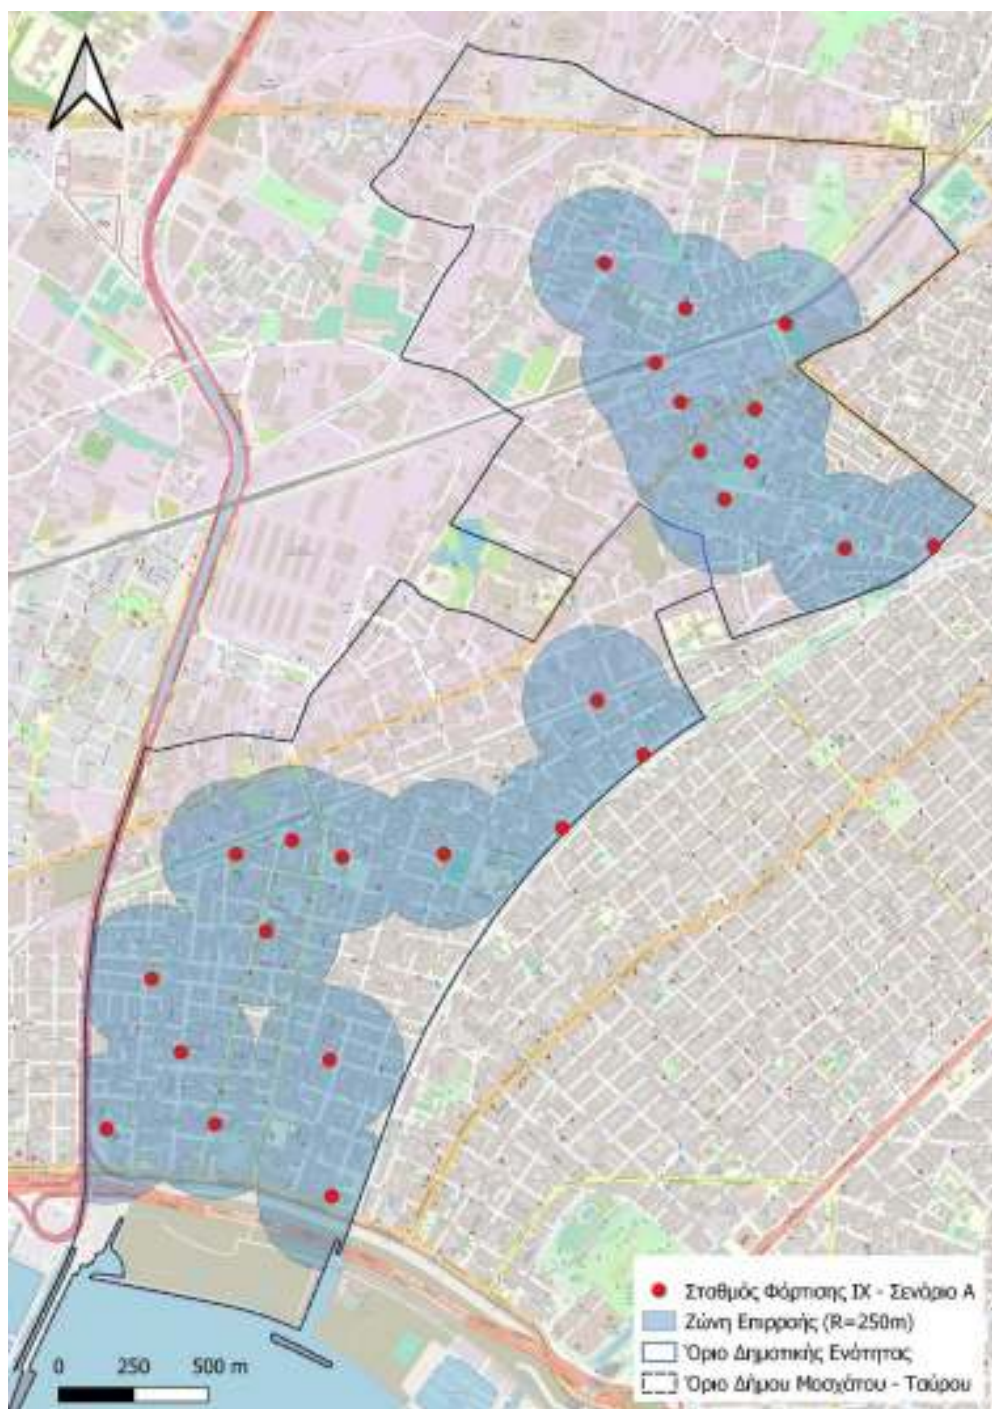 Σταθμός Φόρτισης ΙΧ - Σενάριο Α
Ζώνη Επιρροής (R=250m)
Όριο Δημοτικής Ενότητας
Όριο Δήμου Μοσχάτου - Ταύρου
0 250 500 m